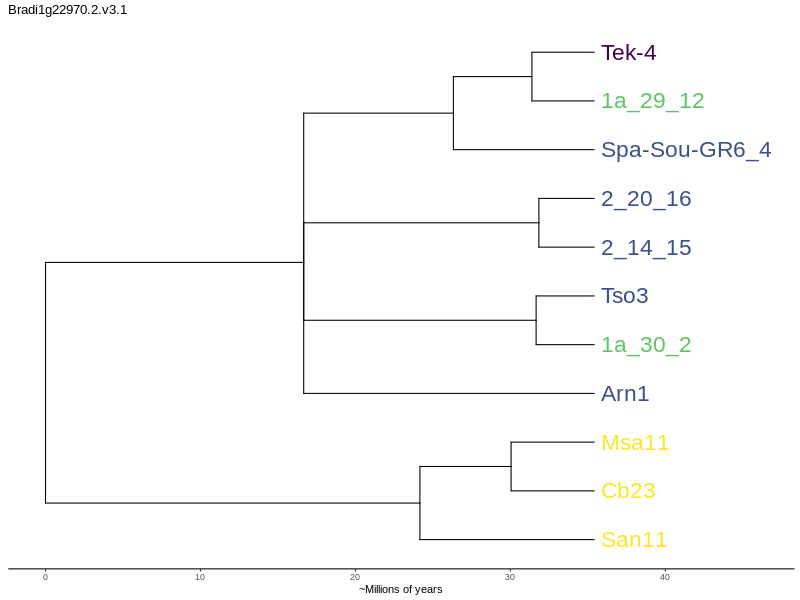 Bradi1g22970.2.v3.1
Tek-4
1a_29_12
Spa-Sou-GR6_4
2_20_16
2_14_15
Tso3
1a_30_2
Arn1
Msa11
Cb23
San11
0 10 20 30 40
~Millions of years